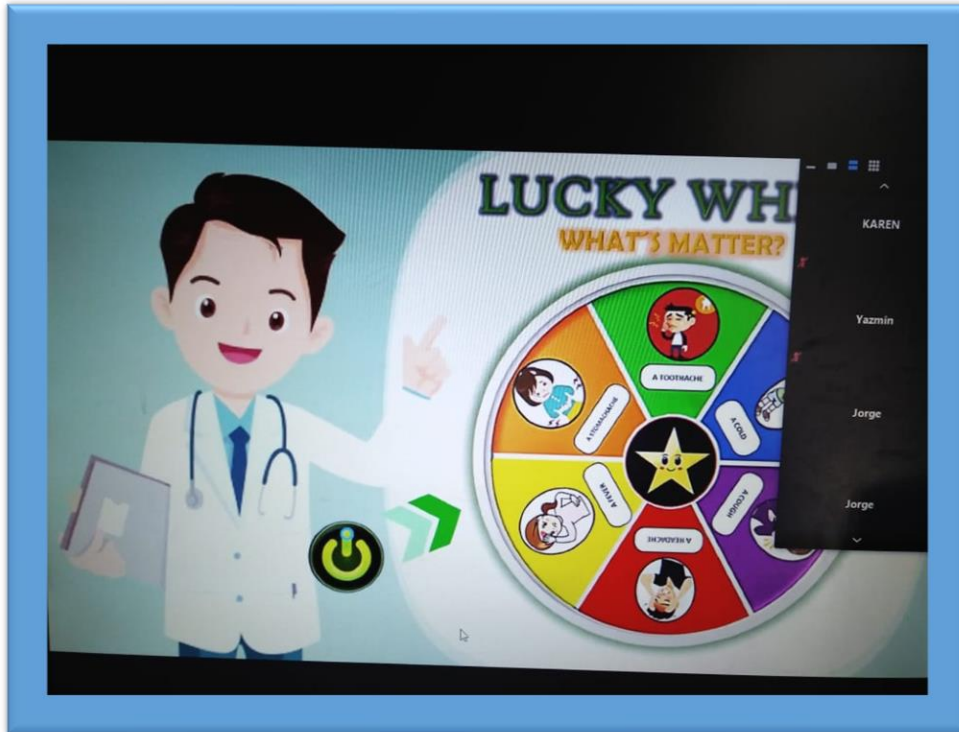 LUCKY WH
WHAT'S MATTER?
A TOOTHACHE
A STOMACHACHE
A COLD
A FEVER
A COUGH
A HEADACHE
KAREN
Yazmin
Jorge
Jorge